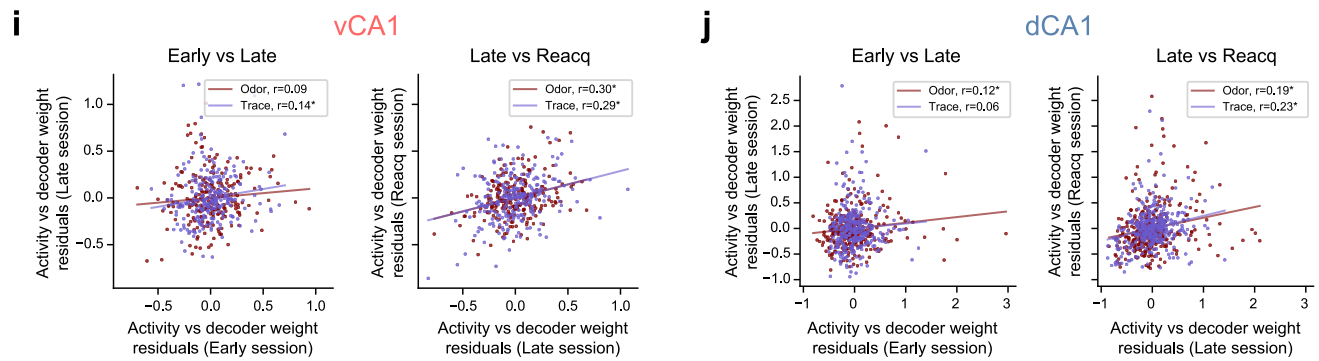 i
vCA1
Early vs Late
Activity vs decoder weight
residuals (Late session)
1.0
0.5
0.0
−0.5
Odor, r=0.09
Trace, r=0.14*
−0.5
0.0
0.5
1.0
Activity vs decoder weight
residuals (Early session)
Late vs Reacq
Activity vs decoder weight
residuals (Reacq session)
Odor, r=0.30*
Trace, r=0.29*
−0.5
0.0
0.5
1.0
Activity vs decoder weight
residuals (Late session)
j
dCA1
Early vs Late
Activity vs decoder weight
residuals (Late session)
2.5
2.0
1.5
1.0
0.5
0.0
−0.5
−1.0
Odor, r=0.12*
Trace, r=0.06
−1
0
1
2
3
Activity vs decoder weight
residuals (Early session)
Late vs Reacq
Activity vs decoder weight
residuals (Reacq session)
Odor, r=0.19*
Trace, r=0.23*
−1
0
1
2
3
Activity vs decoder weight
residuals (Late session)